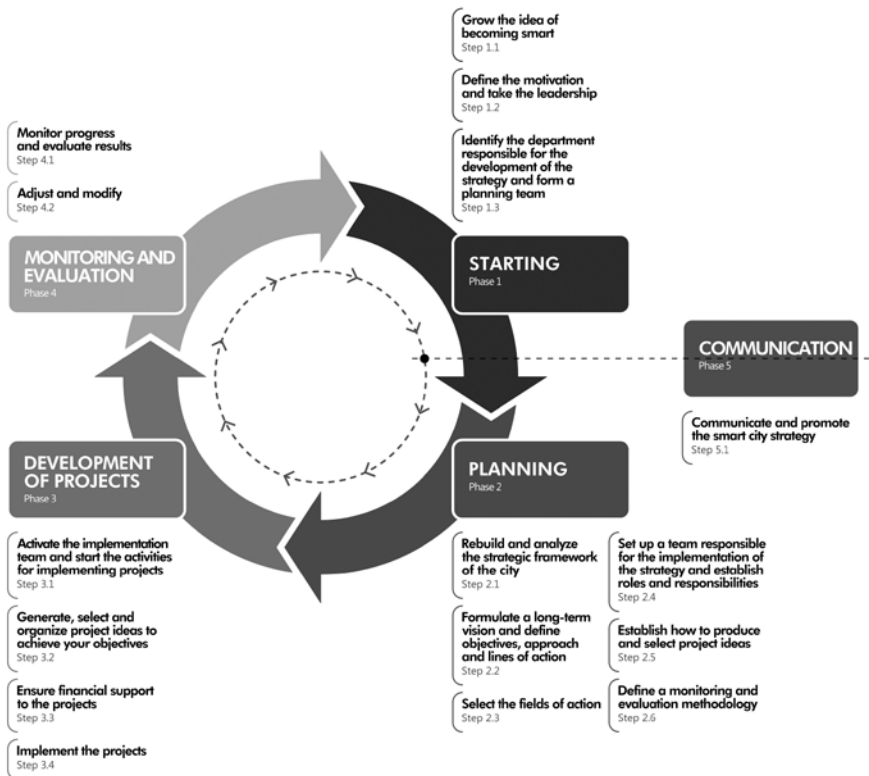 Grow the idea of
becoming smart
Step 1.1
Define the motivation
and take the leadership
Step 1.2
Identify the department
responsible for the
development of the
strategy and form a
planning team
Step 1.3
STARTING
Phase 1
COMMUNICATION
Phase 5
Communicate and promote
the smart city strategy
Step 5.1
PLANNING
Phase 2
Rebuild and analyze
the strategic framework
of the city
Step 2.1
Formulate a long-term
vision and define
objectives, approach
and lines of action
Step 2.2
Select the fields of action
Step 2.3
Set up a team responsible
for the implementation of
the strategy and establish
roles and responsibilities
Step 2.4
Establish how to produce
and select project ideas
Step 2.5
Define a monitoring and
evaluation methodology
Step 2.6
DEVELOPMENT
OF PROJECTS
Phase 3
Activate the implementation
team and start the activities
for implementing projects
Step 3.1
Generate, select and
organize project ideas to
achieve your objectives
Step 3.2
Ensure financial support
to the projects
Step 3.3
Implement the projects
Step 3.4
Monitor progress
and evaluate results
Step 4.1
Adjust and modify
Step 4.2
MONITORING AND
EVALUATION
Phase 4